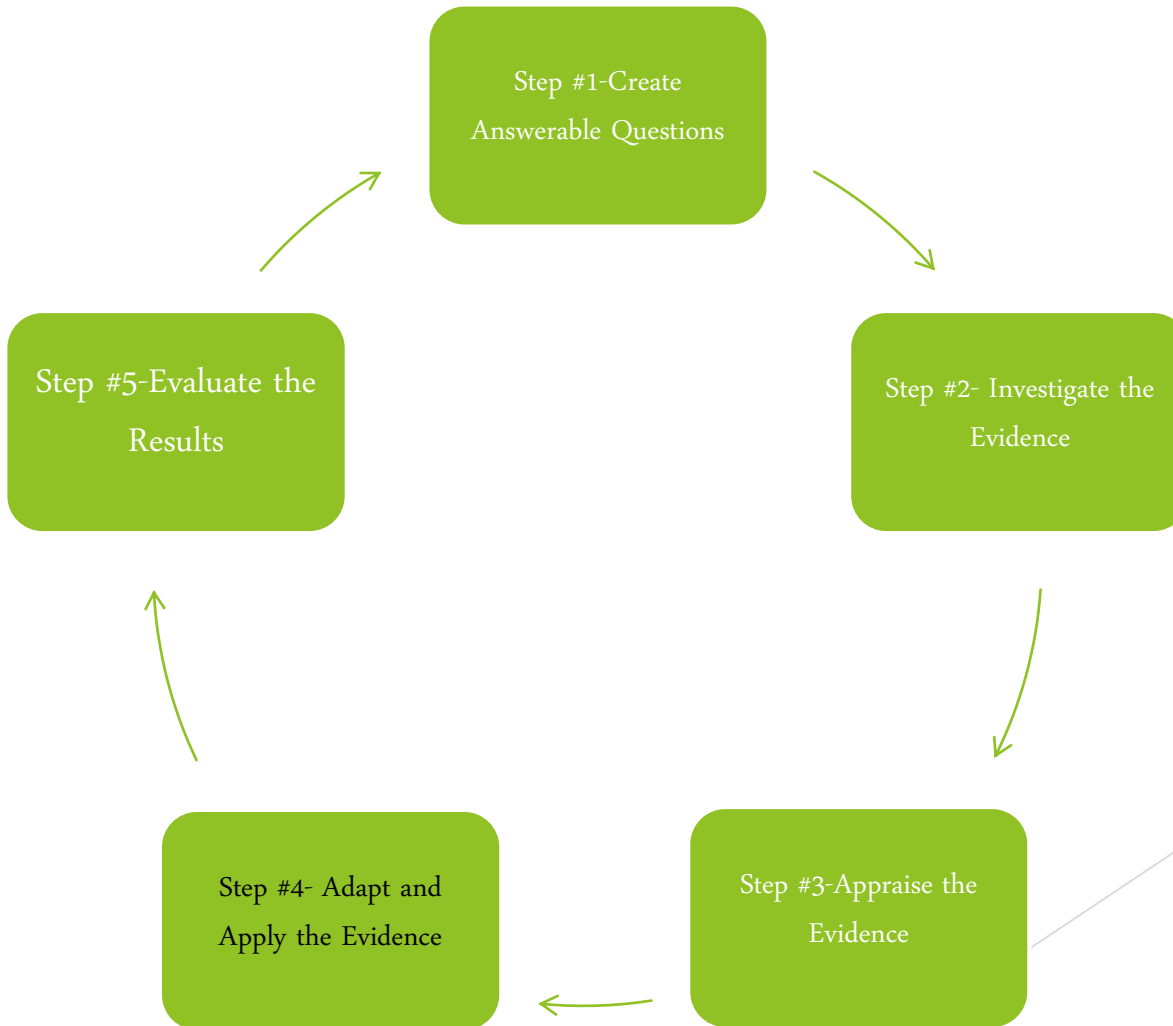 Step #1-Create
Answerable Questions
Step #2- Investigate the
Evidence
Step #3-Appraise the
Evidence
Step #4- Adapt and
Apply the Evidence
Step #5-Evaluate the
Results